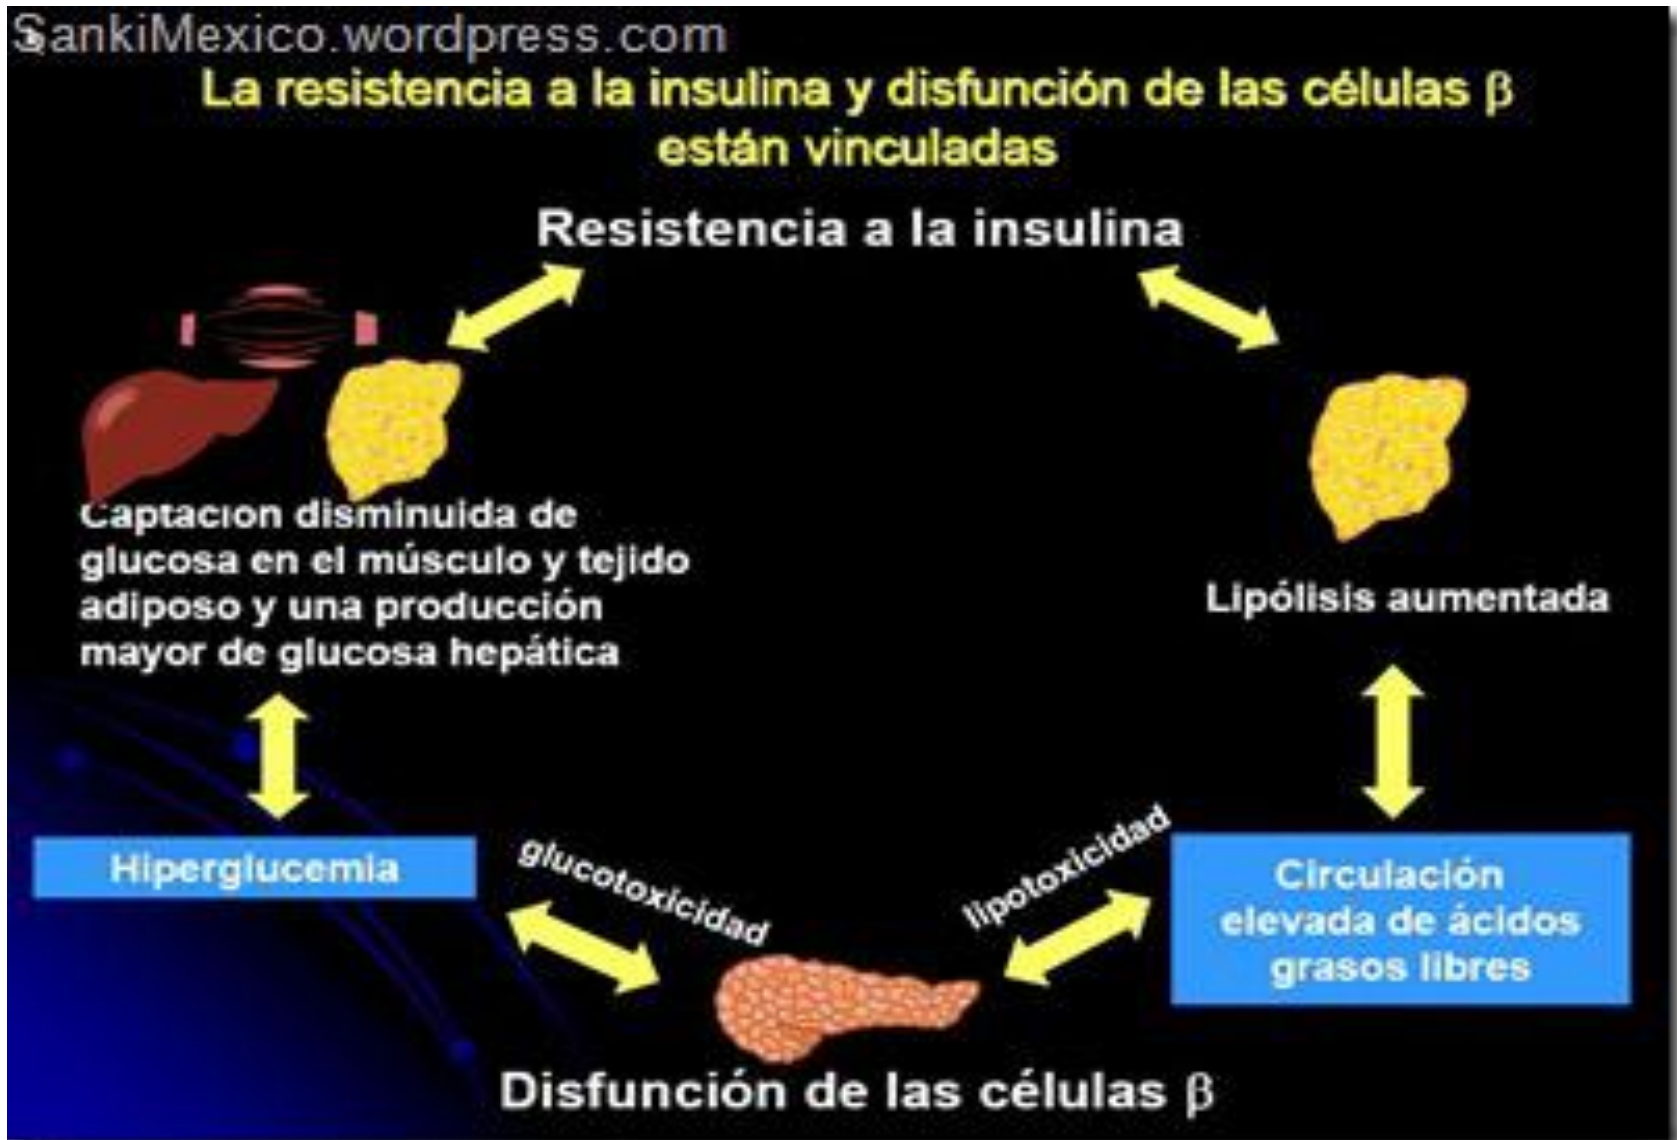 SankiMexico.wordpress.com
La resistencia a la insulina y disfunción de las células β
están vinculadas
Resistencia a la insulina
Captación disminuida de
glucosa en el músculo y tejido
adiposo y una producción
mayor de glucosa hepática
Lipólisis aumentada
Hiperglucemia
glucotoxicidad
lipotoxicidad
Circulación
elevada de ácidos
grasos libres
Disfunción de las células β